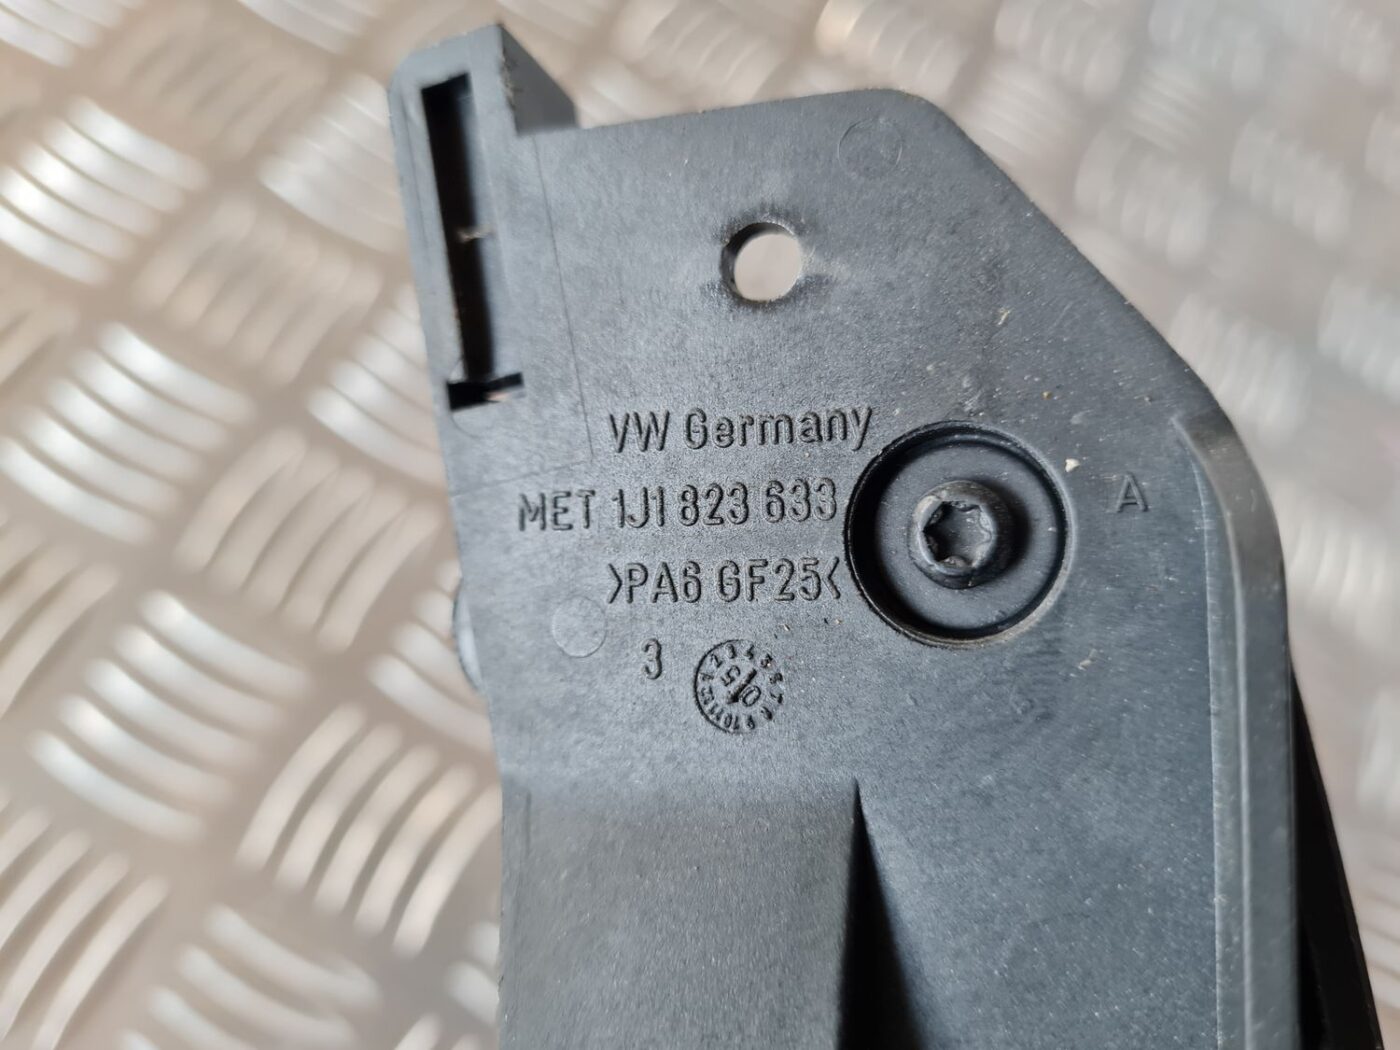 VW Germany
MET 1J1 823 633
>PA6 GF25<
A
3